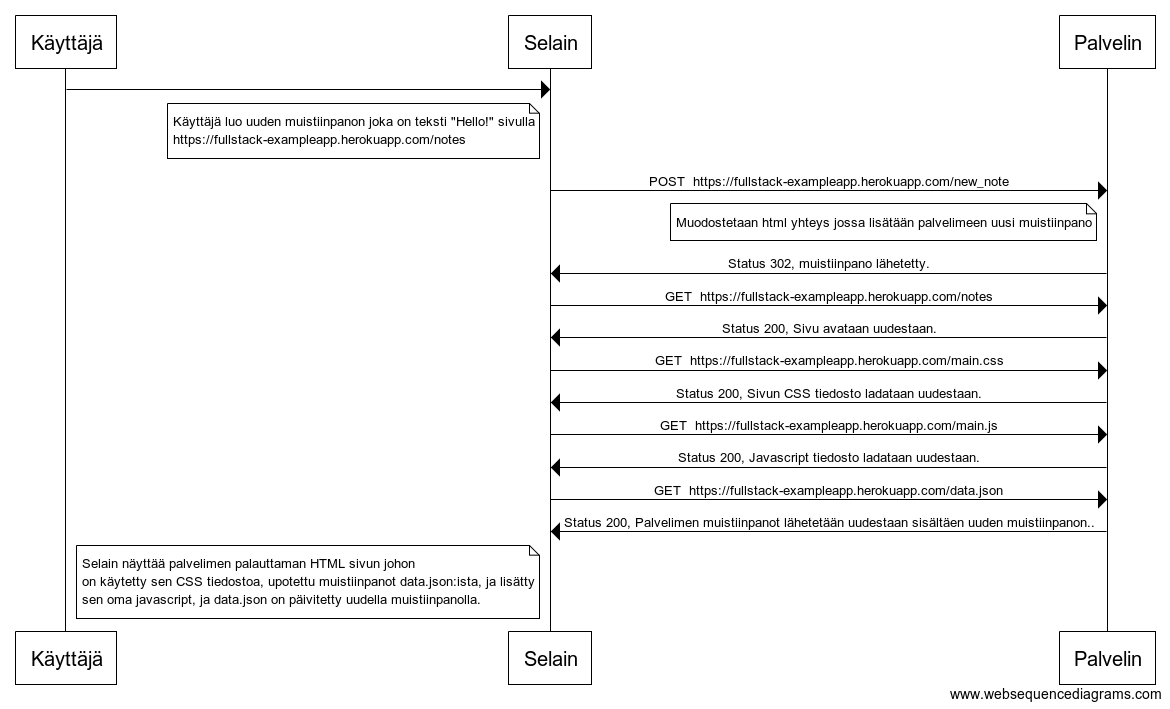 Käyttäjä
Selain
Palvelin
Käyttäjä luo uuden muistiinpanon joka on teksti "Hello!" sivulla
https://fullstack-exampleapp.herokuapp.com/notes
POST  https://fullstack-exampleapp.herokuapp.com/new_note
Muodostetaan html yhteys jossa lisätään palvelimeen uusi muistiinpano
Status 302, muistiinpano lähetetty.
GET  https://fullstack-exampleapp.herokuapp.com/notes
Status 200, Sivu avataan uudestaan.
GET  https://fullstack-exampleapp.herokuapp.com/main.css
Status 200, Sivun CSS tiedosto ladataan uudestaan.
GET  https://fullstack-exampleapp.herokuapp.com/main.js
Status 200, Javascript tiedosto ladataan uudestaan.
GET  https://fullstack-exampleapp.herokuapp.com/data.json
Status 200, Palvelimen muistiinpanot lähetetään uudestaan sisältäen uuden muistiinpanon..
Selain näyttää palvelimen palauttaman HTML sivun johon
on käytetty sen CSS tiedostoa, upotettu muistiinpanot data.json:ista, ja lisätty
sen oma javascript, ja data.json on päivitetty uudella muistiinpanolla.
Käyttäjä
Selain
Palvelin
www.websequencediagrams.com